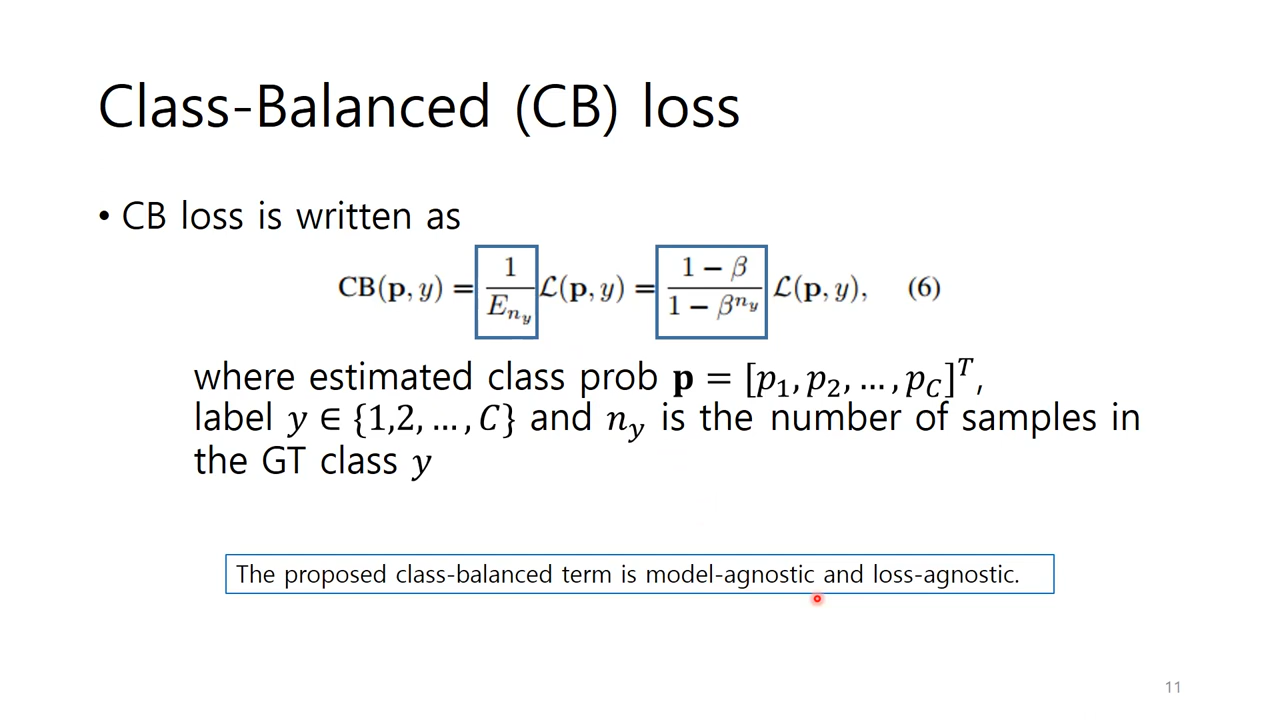 Class-Balanced (CB) loss
• CB loss is written as
CB(𝐩, y) = \frac{1}{E_{n_y}} ℒ(𝐩, y) = \frac{1 − β}{1 − β^{n_y}} ℒ(𝐩, y), (6)
where estimated class prob 𝐩 = [p_1, p_2, … , p_C]^T,
label y ∈ {1,2, … , C} and n_y is the number of samples in
the GT class y
The proposed class-balanced term is model-agnostic and loss-agnostic.
11